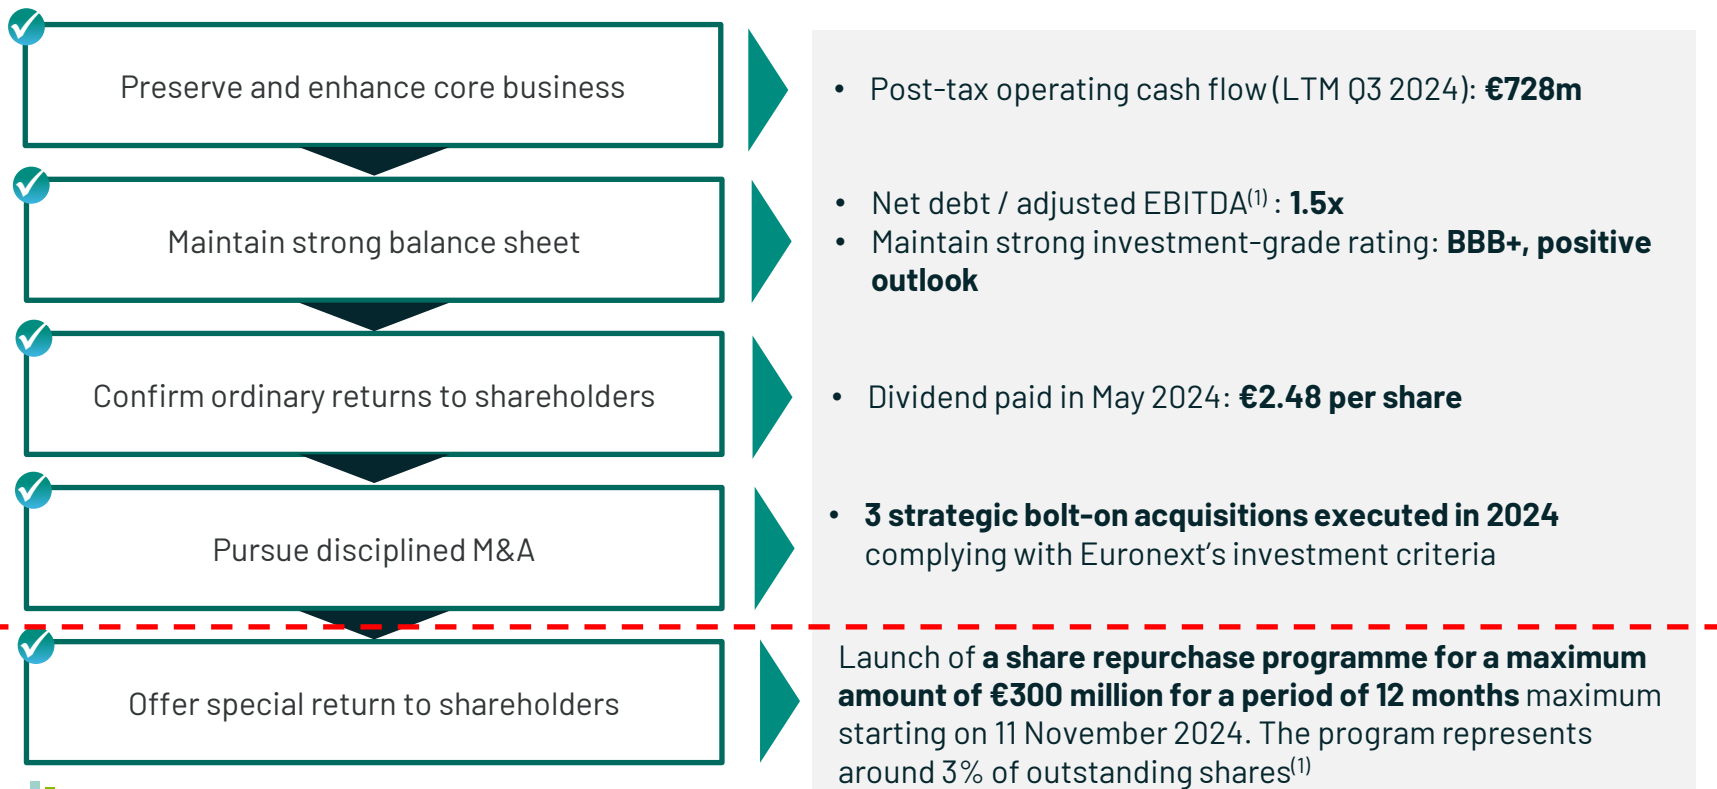 Preserve and enhance core business
• Post-tax operating cash flow (LTM Q3 2024): €728m
Maintain strong balance sheet
• Net debt / adjusted EBITDA(1) : 1.5x
• Maintain strong investment-grade rating: BBB+, positive
outlook
Confirm ordinary returns to shareholders
• Dividend paid in May 2024: €2.48 per share
Pursue disciplined M&A
• 3 strategic bolt-on acquisitions executed in 2024
complying with Euronext’s investment criteria
Offer special return to shareholders
Launch of a share repurchase programme for a maximum
amount of €300 million for a period of 12 months maximum
starting on 11 November 2024. The program represents
around 3% of outstanding shares(1)